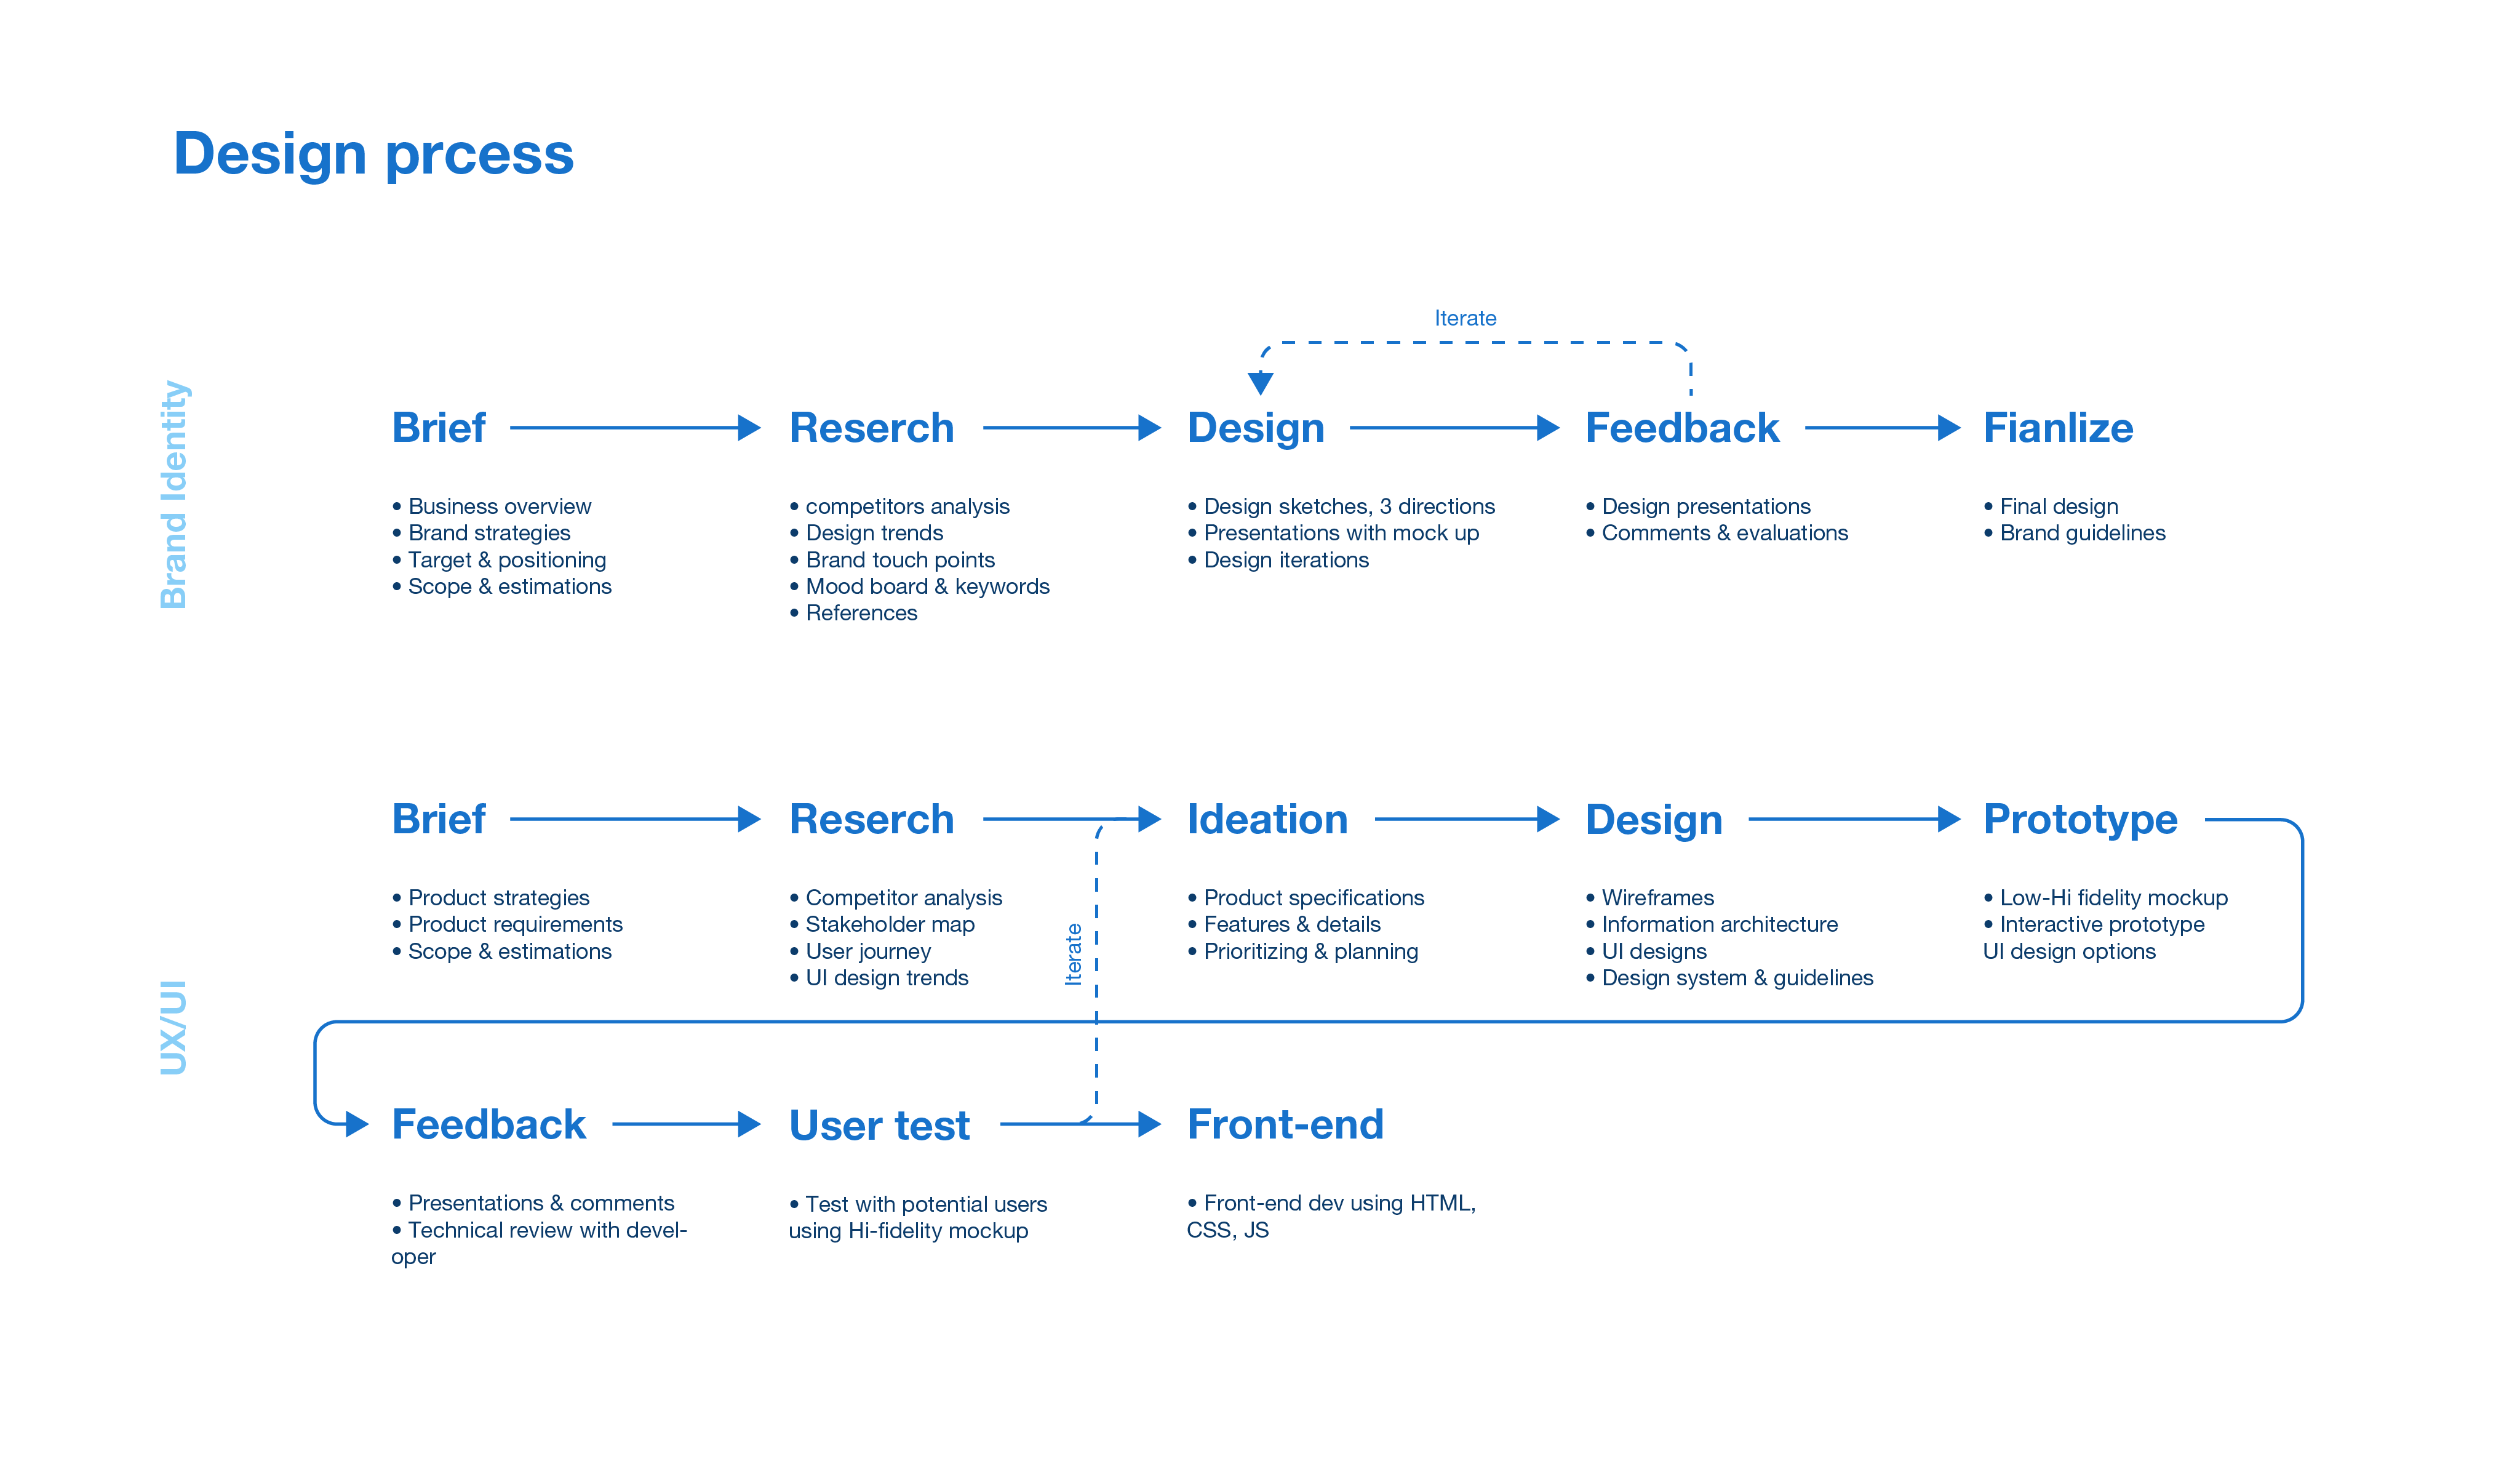 Design prcess
Iterate
Brand Identity
Brief
Reserch
Design
Feedback
Fianlize
• Business overview
• Brand strategies
• Target & positioning
• Scope & estimations
• competitors analysis
• Design trends
• Brand touch points
• Mood board & keywords
• References
• Design sketches, 3 directions
• Presentations with mock up
• Design iterations
• Design presentations
• Comments & evaluations
• Final design
• Brand guidelines
UX/UI
Brief
Reserch
Ideation
Design
Prototype
• Product strategies
• Product requirements
• Scope & estimations
• Competitor analysis
• Stakeholder map
• User journey
• UI design trends
Iterate
• Product specifications
• Features & details
• Prioritizing & planning
• Wireframes
• Information architecture
• UI designs
• Design system & guidelines
• Low-Hi fidelity mockup
• Interactive prototype
UI design options
Feedback
User test
Front-end
• Presentations & comments
• Technical review with devel-
oper
• Test with potential users
using Hi-fidelity mockup
• Front-end dev using HTML,
CSS, JS